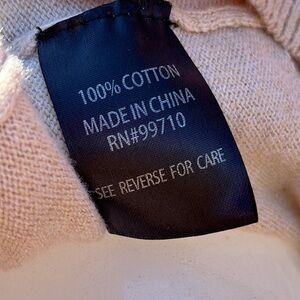 100% COTTON
MADE IN CHINA
RN#99710
SEE REVERSE FOR CARE